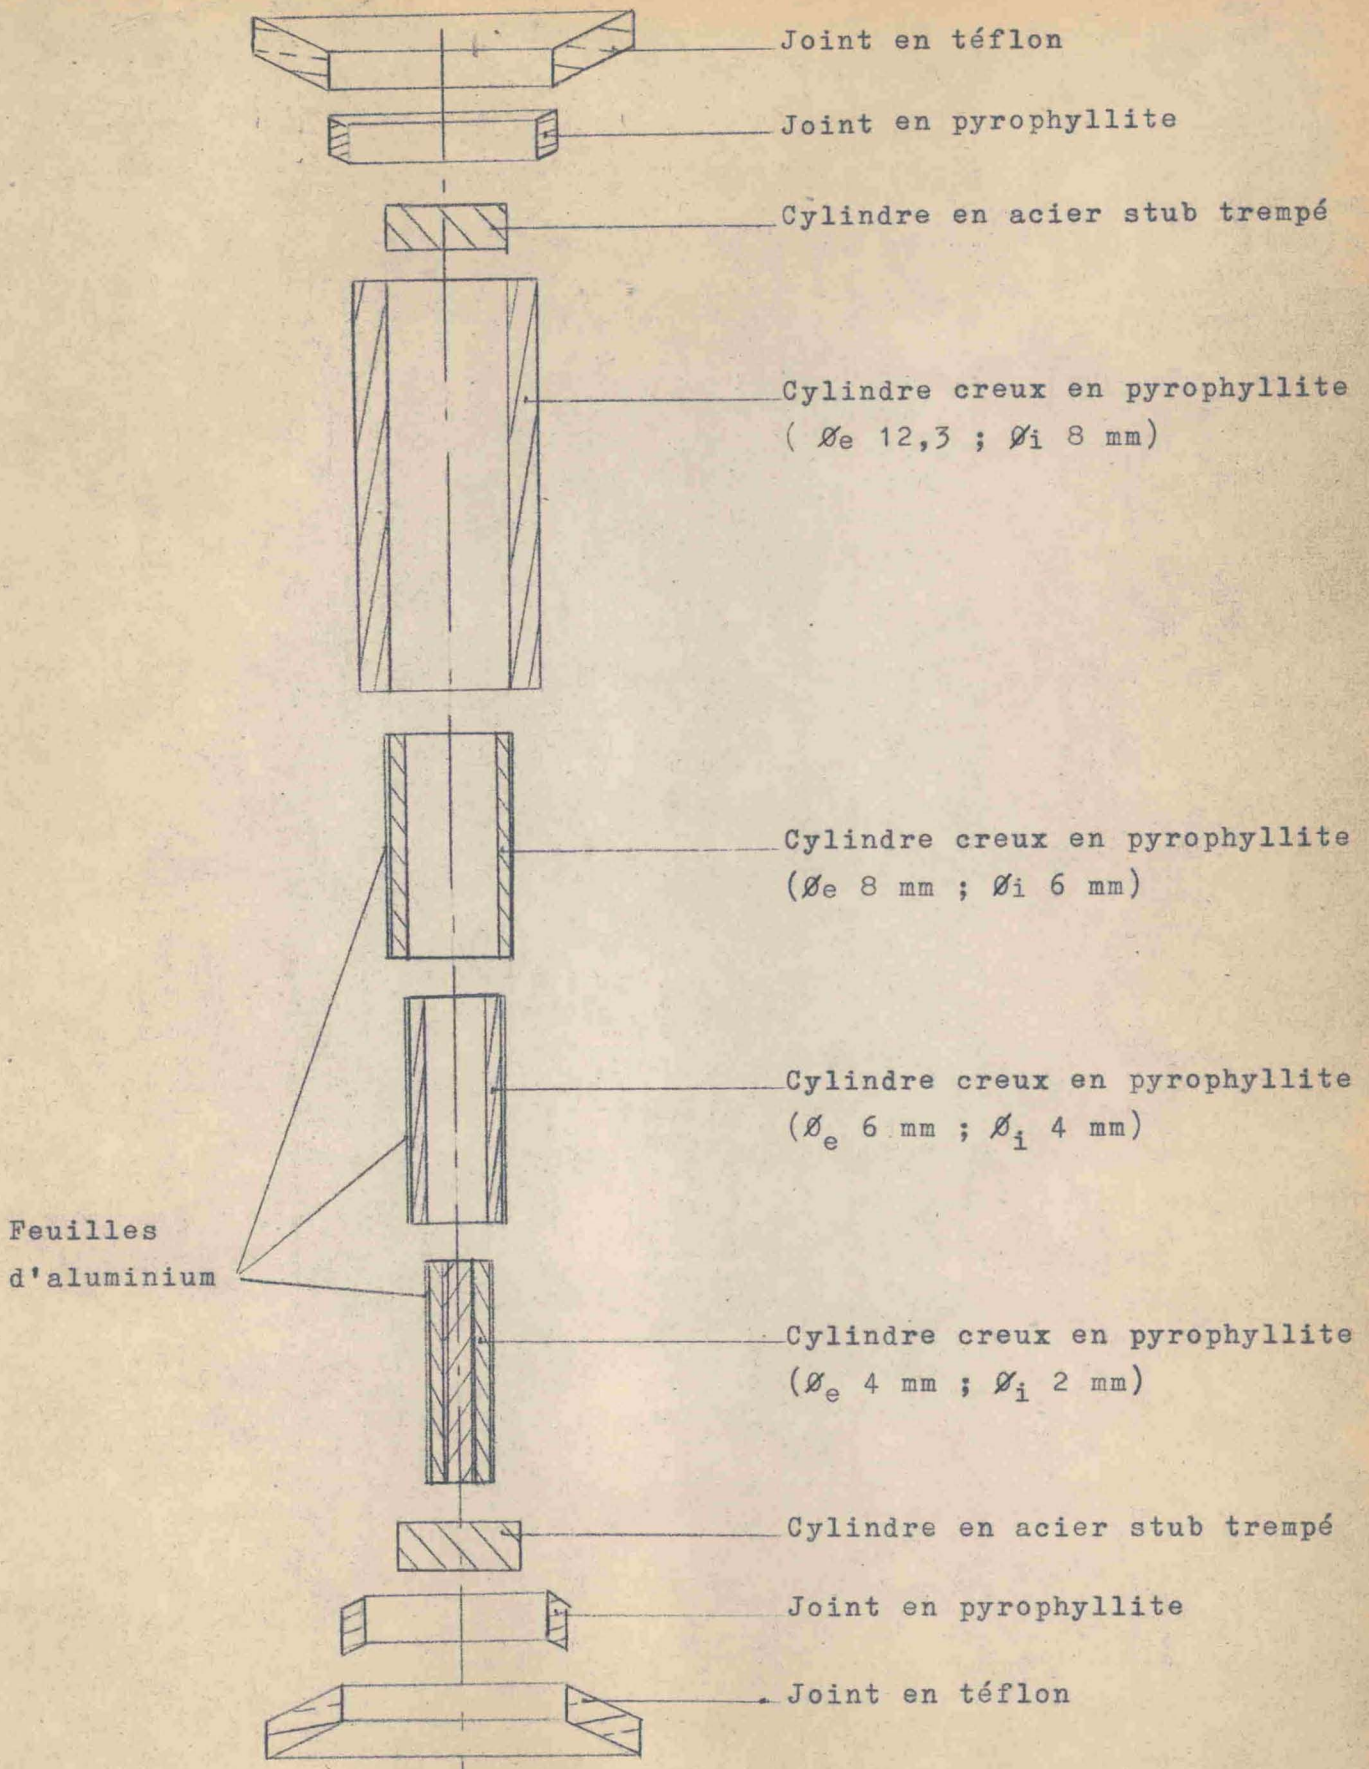 Joint en téflon
Joint en pyrophyllite
Cylindre en acier stub trempé
Cylindre creux en pyrophyllite
( Øe 12,3 ; Øi 8 mm)
Cylindre creux en pyrophyllite
(Øe 8 mm ; Øi 6 mm)
Cylindre creux en pyrophyllite
(Øe 6 mm ; Øi 4 mm)
Feuilles
d'aluminium
Cylindre creux en pyrophyllite
(Øe 4 mm ; Øi 2 mm)
Cylindre en acier stub trempé
Joint en pyrophyllite
Joint en téflon